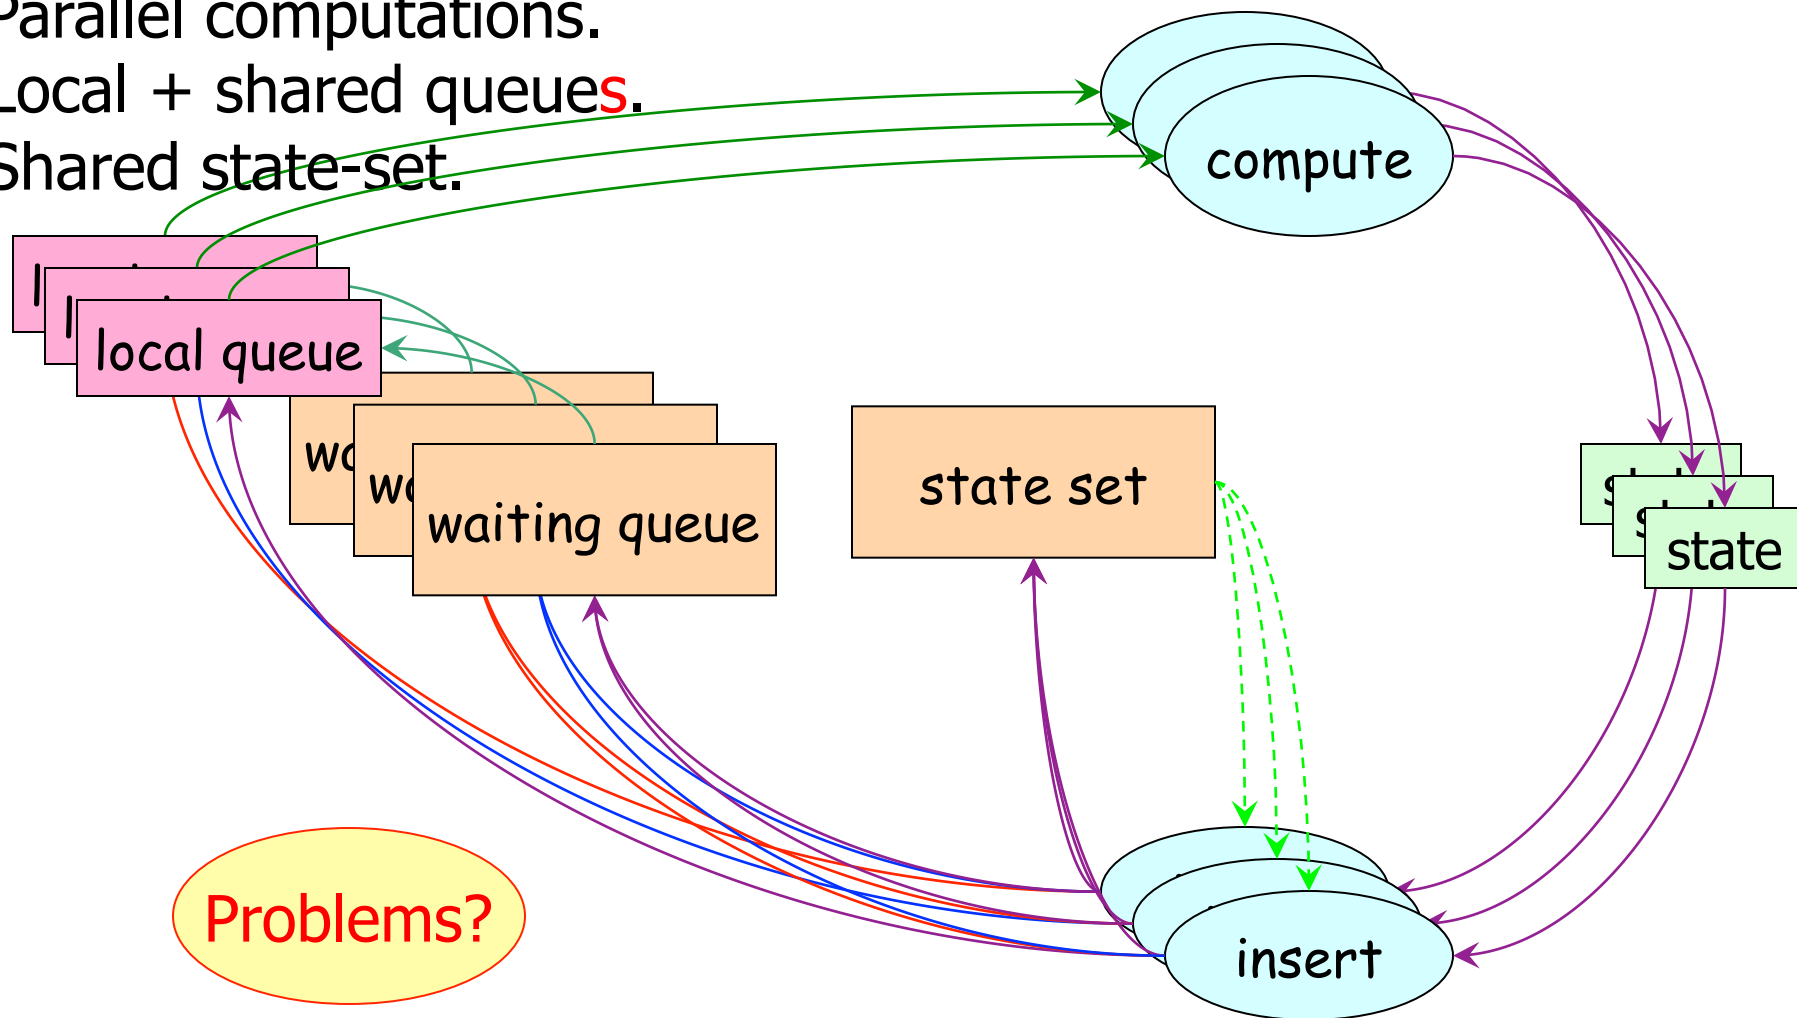 Parallel computations.
Local + shared queues.
Shared state-set.
compute
local queue
waiting queue
state set
state
insert
Problems?